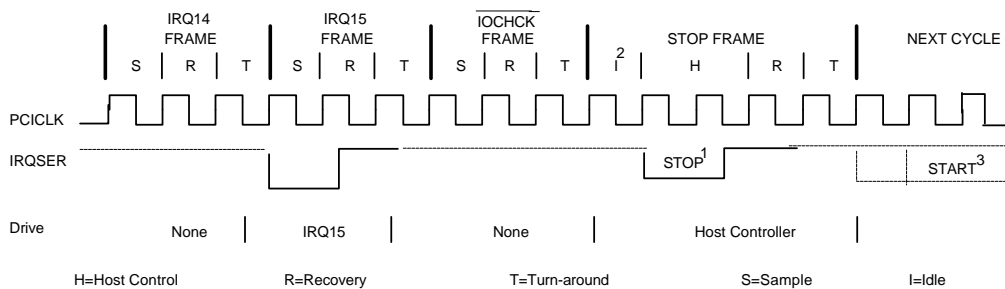 IRQ14 IRQ15 IOCHCK
FRAME FRAME FRAME STOP FRAME NEXT CYCLE
S R T S R T S R T I2 H R T
PCICLK
IRQSER STOP1 START3
Drive None IRQ15 None Host Controller
H=Host Control R=Recovery T=Turn-around S=Sample I=Idle